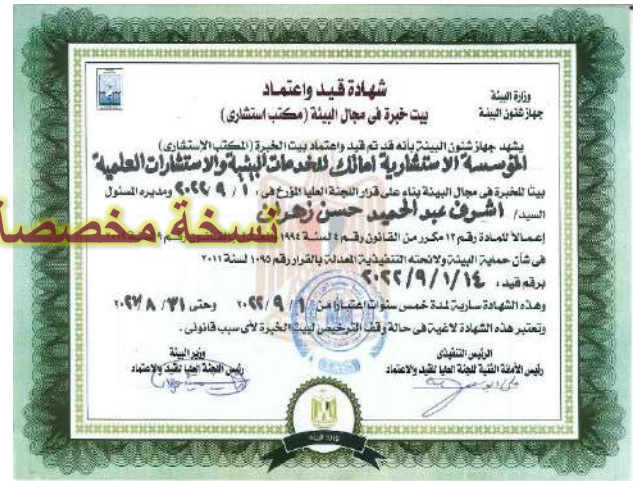 وزارة البيئة
جهاز شئون البيئة
شهادة قيد واعتماد
بيت خبرة فى مجال البيئة (مكتب استشارى)
يشهد جهاز شئون البيئة بأنه قد تم قيد واعتماد بيت الخبرة (المكتب الإستشارى)
المؤسسة الاستشارية للخدمات البيئية والاستشارات العلمية
بيتاً للخبرة فى مجال البيئة بناء على قرار اللجنة العليا المؤرخ فى : ١ / ٩ / ٢٠٢٢ ومديره المسئول
السيد/ اشرف عبد الحميد حسن زهران
نسخة مخصصة
إعمالاً للمادة رقم ١٢ مكرر من القانون رقم ٤ لسنة ١٩٩٤
فى شأن حماية البيئة ولائحته التنفيذية المعدلة بالقرار رقم ١٠٩٥ لسنة ٢٠١١
برقم قيد : ٢٠٢٢/٩/١/١٤
وهذه الشهادة سارية لمدة خمس سنوات اعتباراً من ١ / ٩ / ٢٠٢٢ وحتى ٣١ / ٨ /
وتعتبر هذه الشهادة لاغية فى حالة وقف الترخيص لبيت الخبرة لأى سبب قانونى .
الرئيس التنفيذى
رئيس الأمانة الفنية للجنة العليا للقيد والاعتماد
وزير البيئة
رئيس اللجنة العليا للقيد والاعتماد
وزارة البيئة